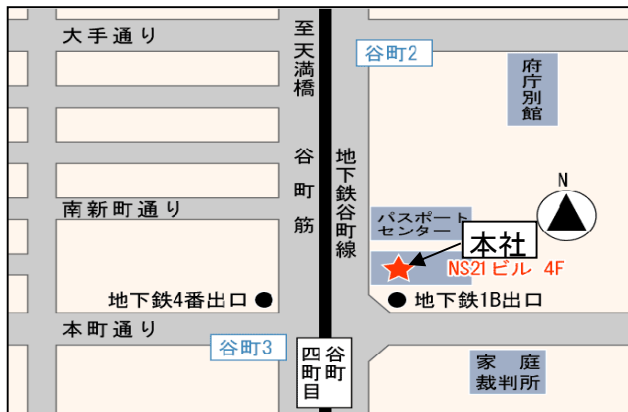 大手通り
至天満橋
谷町2
府庁別館
谷町筋
地下鉄谷町線
N
南新町通り
パスポート
センター
本社
NS21ビル 4F
地下鉄4番出口
地下鉄1B出口
本町通り
谷町3
谷町
四町目
家庭
裁判所